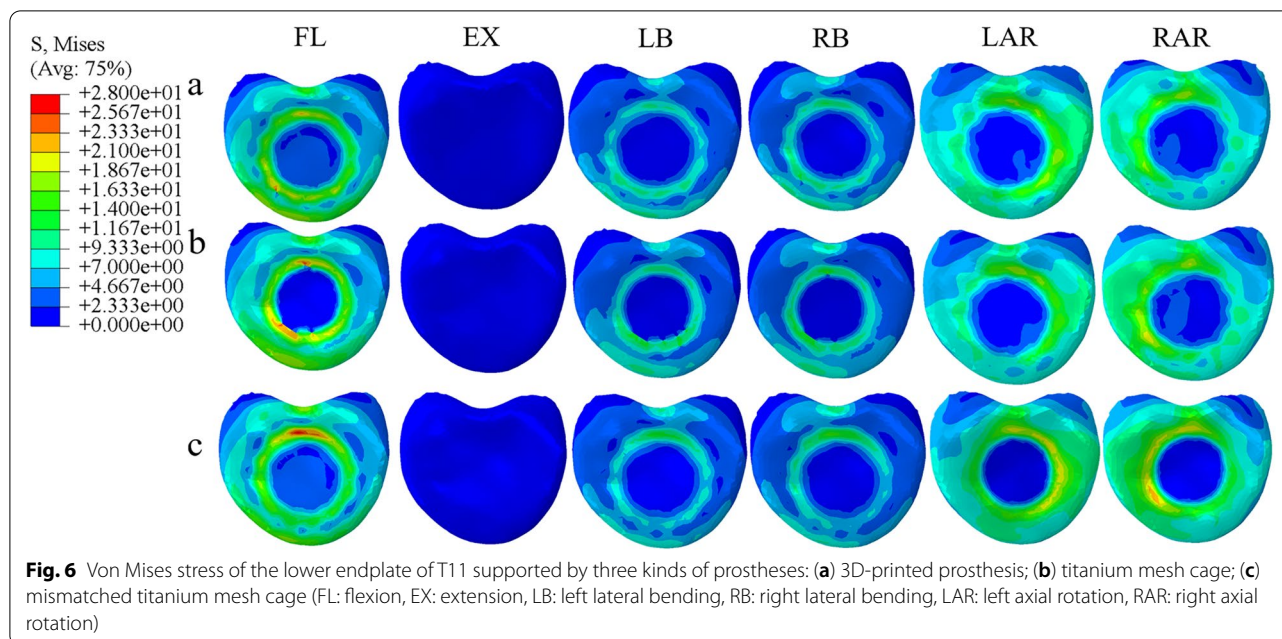 FL EX LB RB LAR RAR
S, Mises
(Avg: 75%)
+2.800e+01
+2.567e+01
+2.333e+01
+2.100e+01
+1.867e+01
+1.633e+01
+1.400e+01
+1.167e+01
+9.333e+00
+7.000e+00
+4.667e+00
+2.333e+00
+0.000e+00
a
b
c
Fig. 6 Von Mises stress of the lower endplate of T11 supported by three kinds of prostheses: (a) 3D-printed prosthesis; (b) titanium mesh cage; (c)
mismatched titanium mesh cage (FL: flexion, EX: extension, LB: left lateral bending, RB: right lateral bending, LAR: left axial rotation, RAR: right axial
rotation)